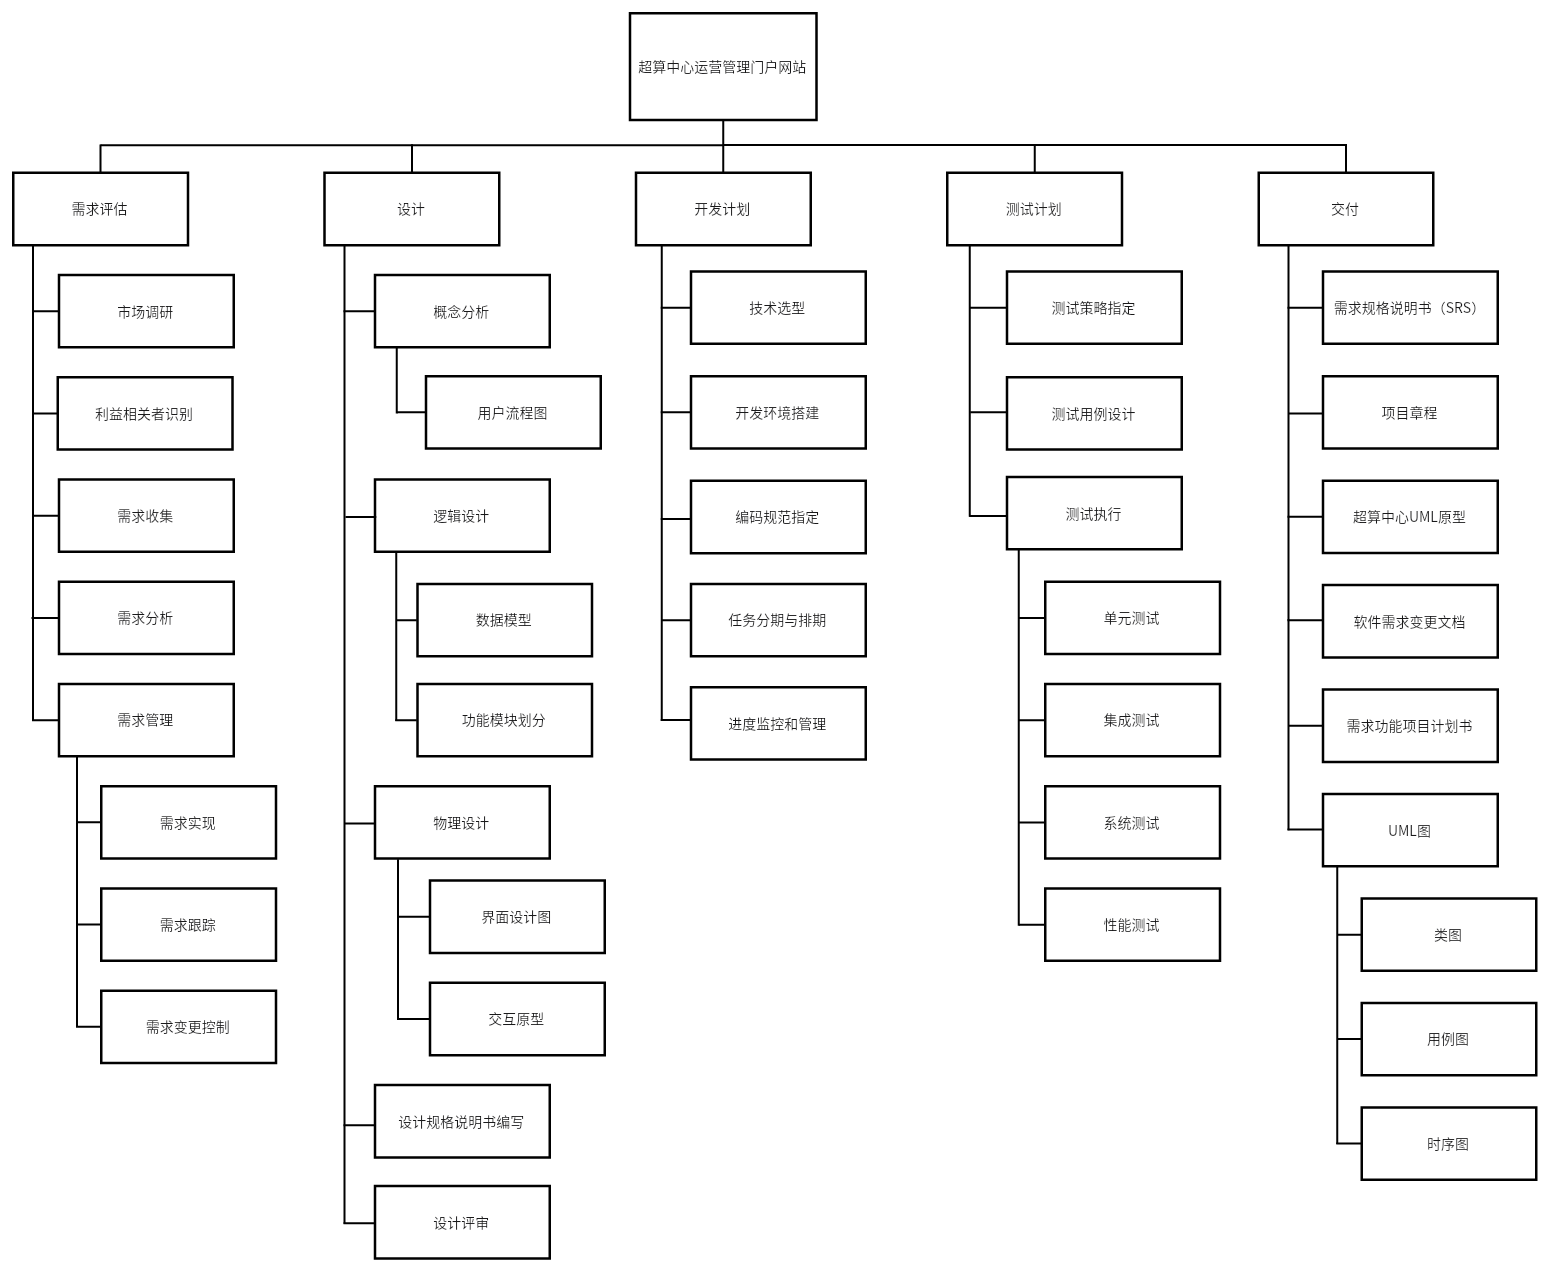 超算中心运营管理门户网站
需求评估
市场调研
利益相关者识别
需求收集
需求分析
需求管理
需求实现
需求跟踪
需求变更控制
设计
概念分析
用户流程图
逻辑设计
数据模型
功能模块划分
物理设计
界面设计图
交互原型
设计规格说明书编写
设计评审
开发计划
技术选型
开发环境搭建
编码规范指定
任务分期与排期
进度监控和管理
测试计划
测试策略指定
测试用例设计
测试执行
单元测试
集成测试
系统测试
性能测试
交付
需求规格说明书（SRS）
项目章程
超算中心UML原型
软件需求变更文档
需求功能项目计划书
UML图
类图
用例图
时序图